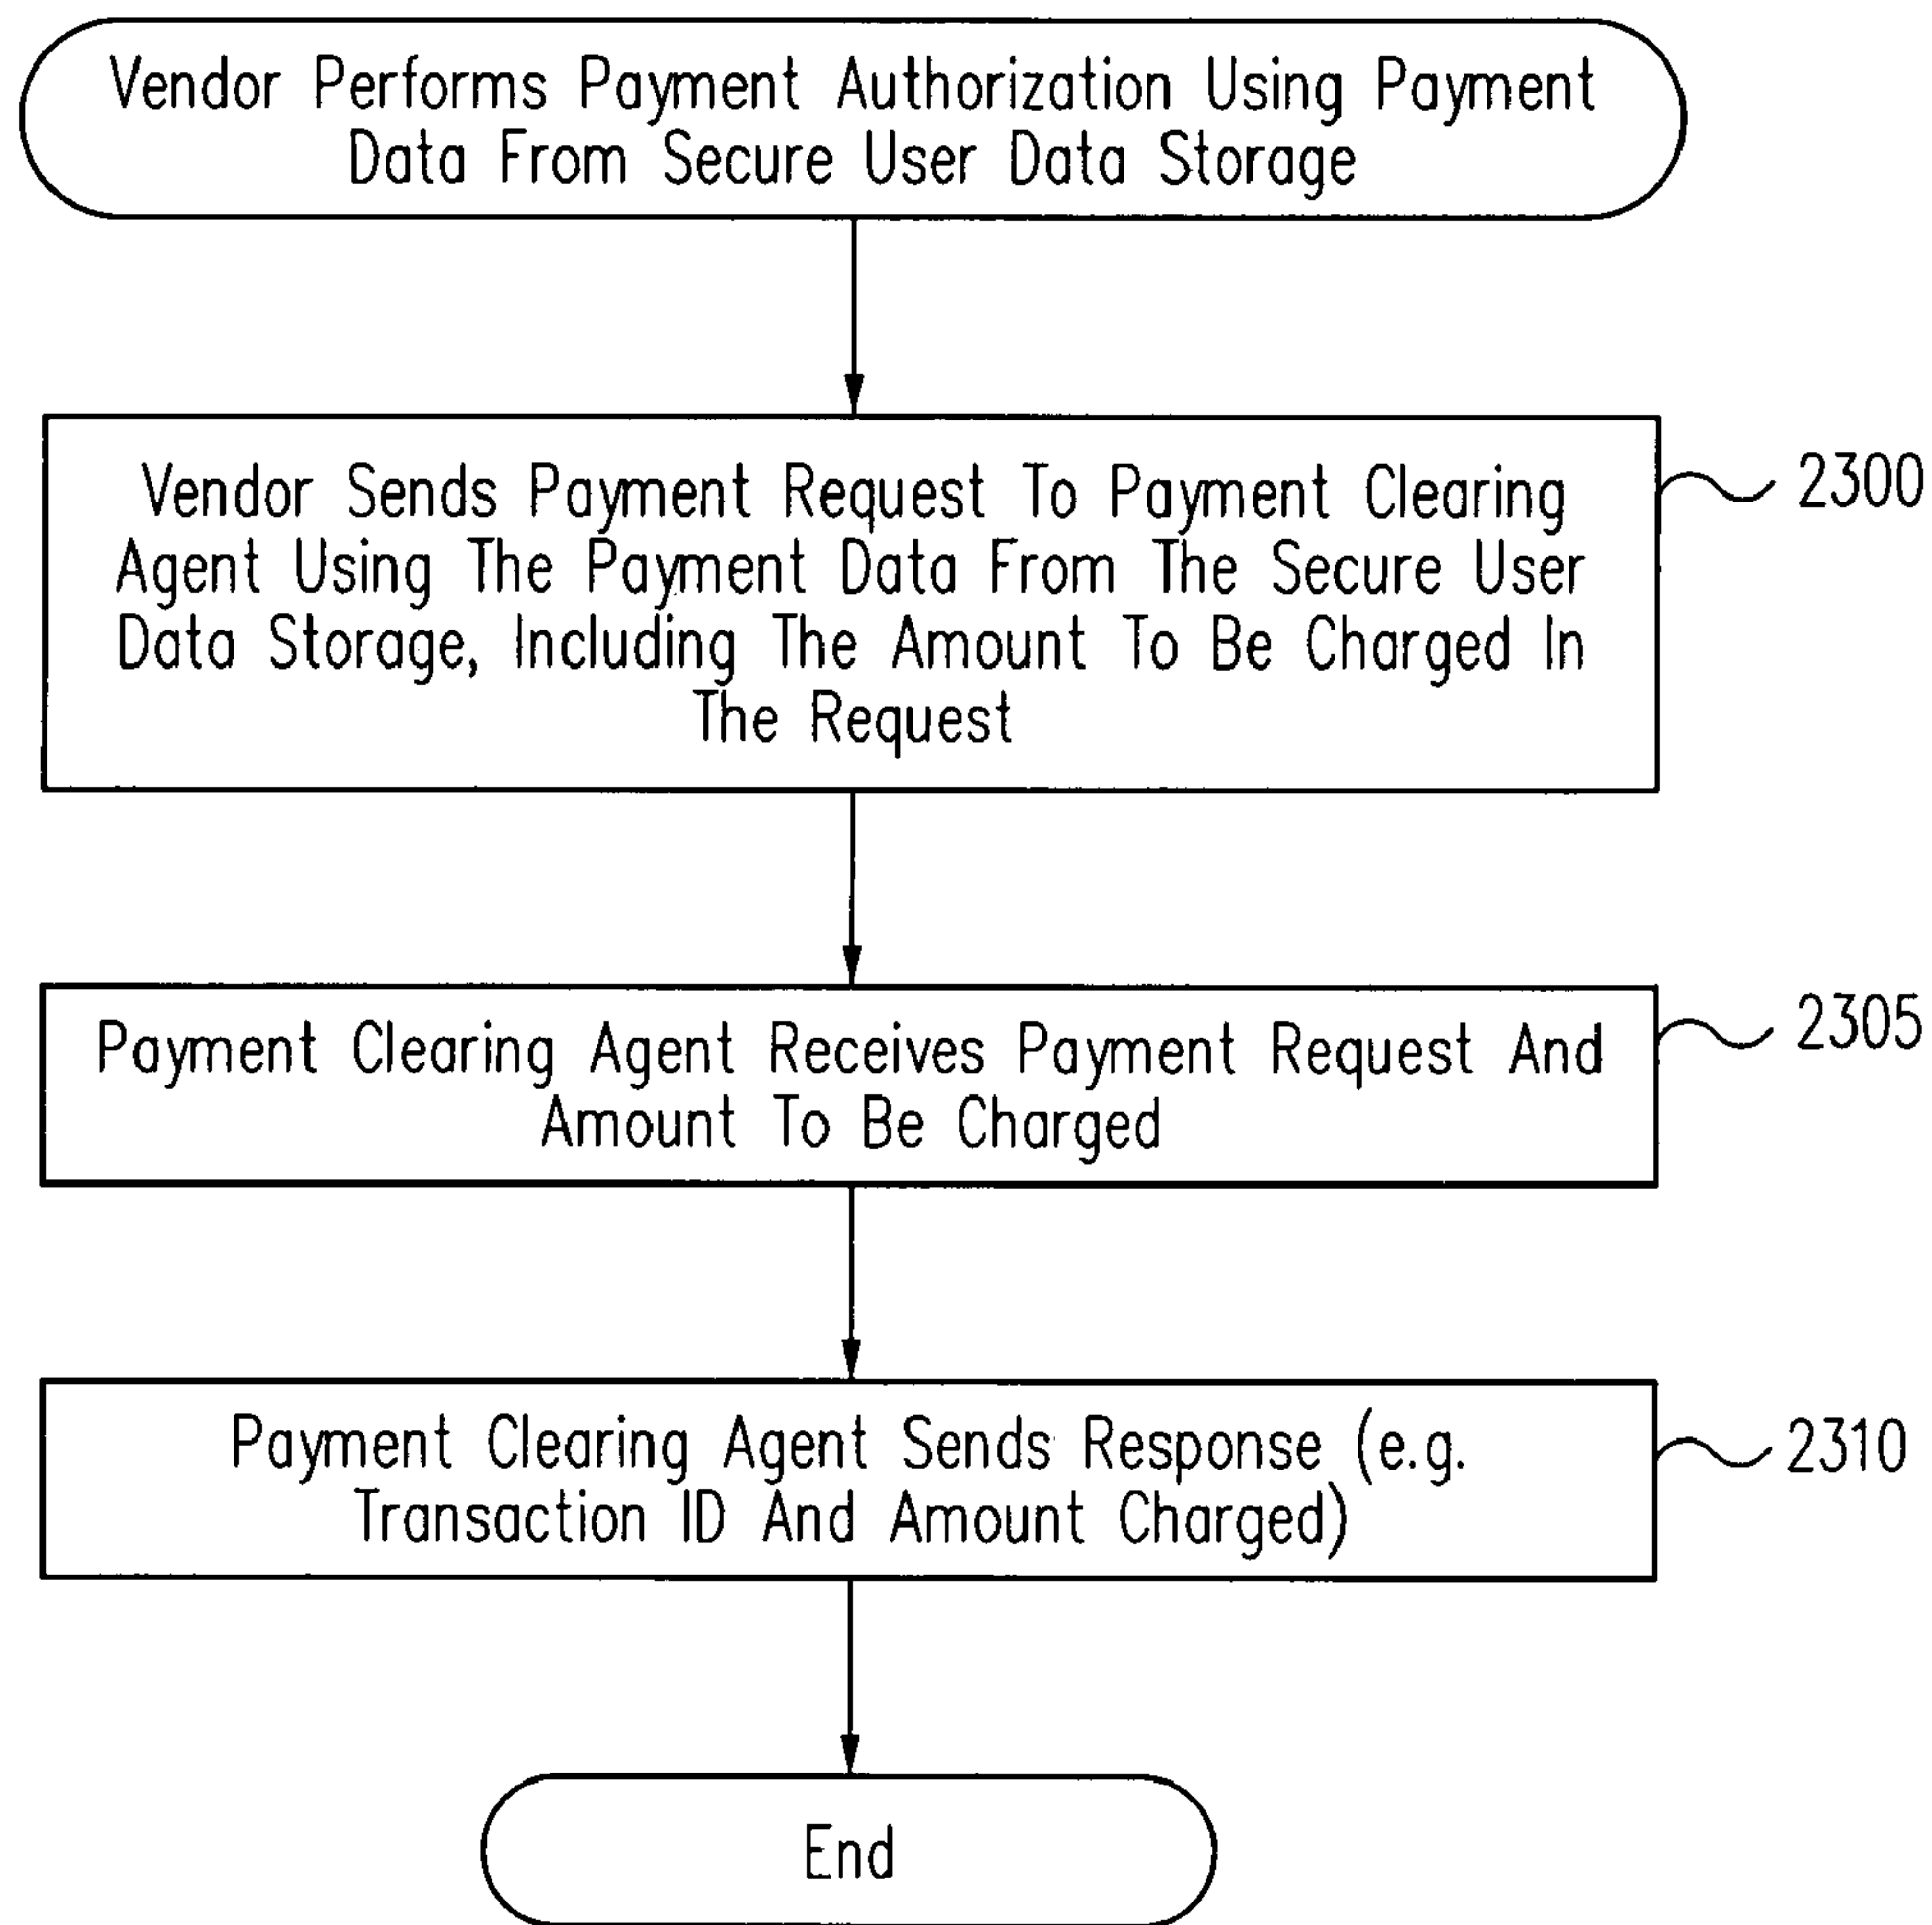 Vendor Performs Payment Authorization Using Payment
Data From Secure User Data Storage
Vendor Sends Payment Request To Payment Clearing
Agent Using The Payment Data From The Secure User
Data Storage, Including The Amount To Be Charged In
The Request
2300
Payment Clearing Agent Receives Payment Request And
Amount To Be Charged
2305
Payment Clearing Agent Sends Response (e.g.
Transaction ID And Amount Charged)
2310
End